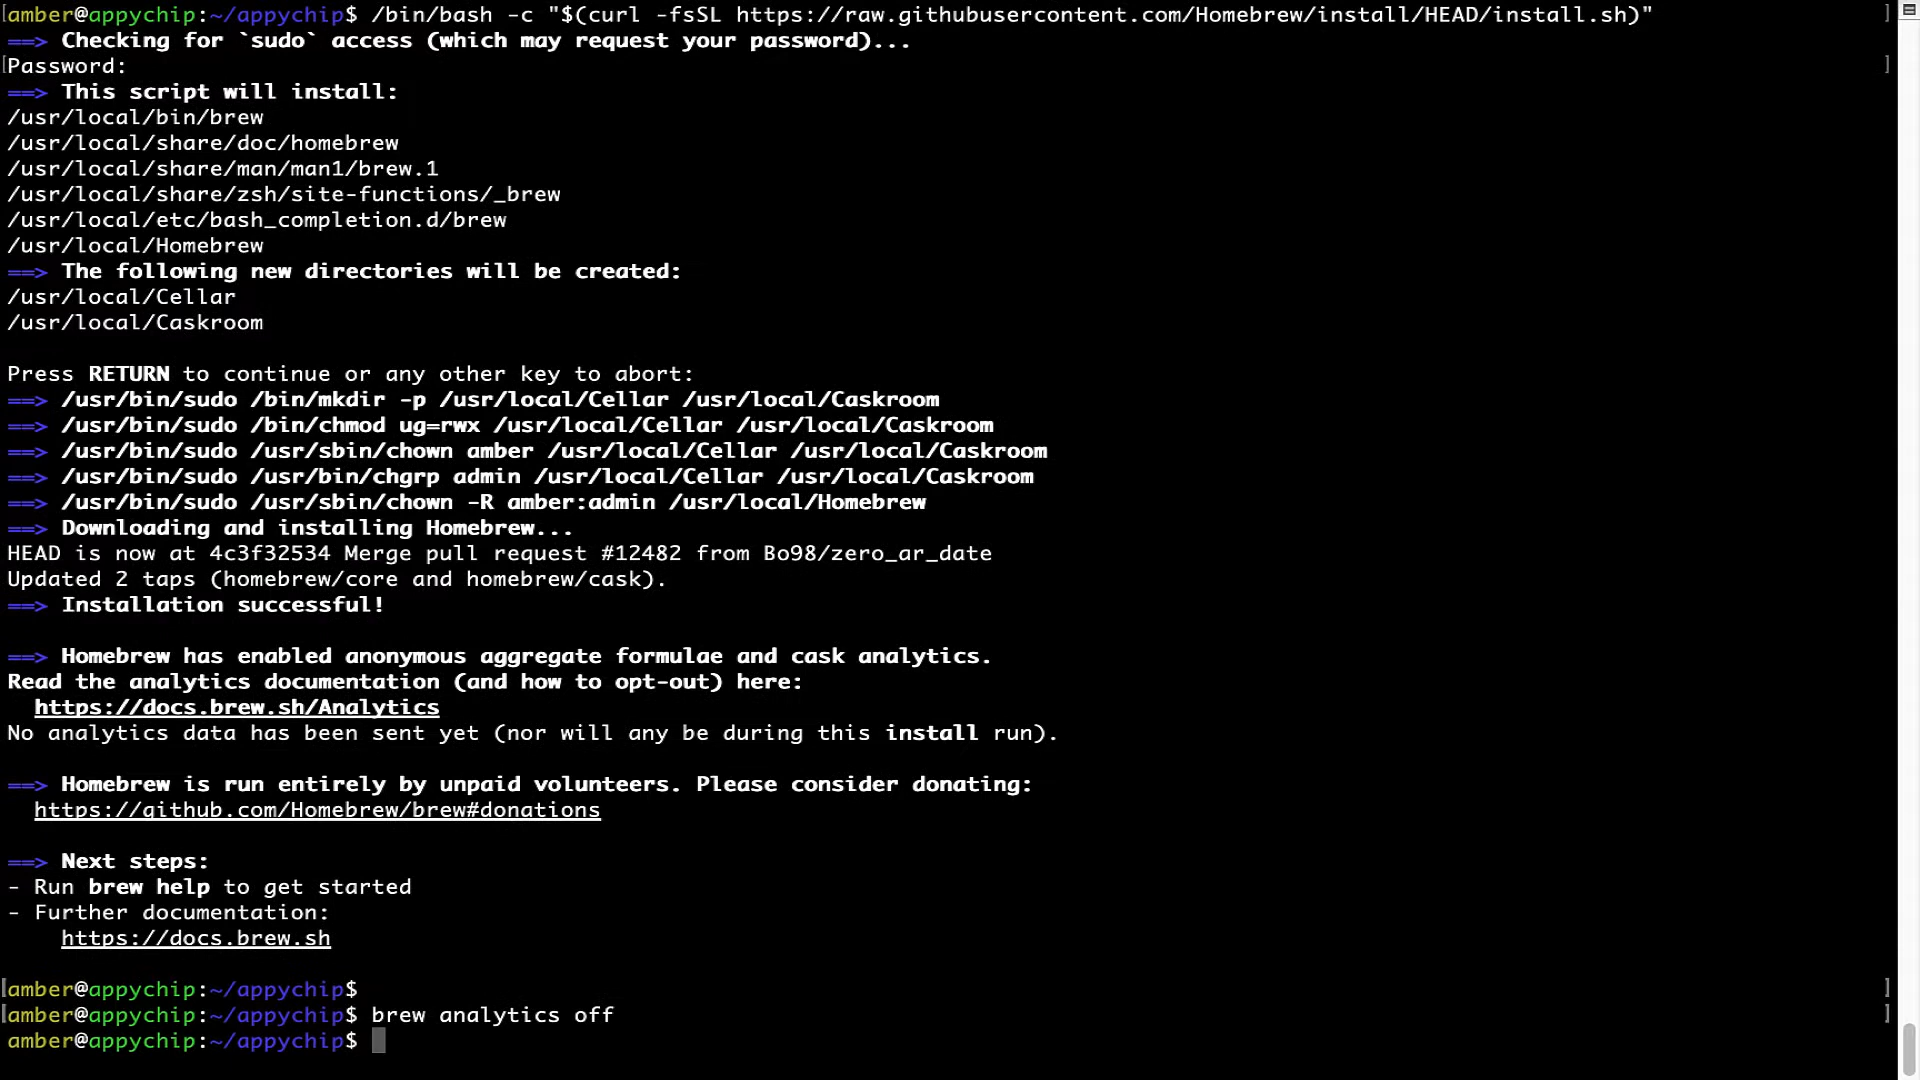 amber@appychip:~/appychip$ /bin/bash -c "$(curl -fsSL https://raw.githubusercontent.com/Homebrew/install/HEAD/install.sh)"
==> Checking for `sudo` access (which may request your password)...
Password:
==> This script will install:
/usr/local/bin/brew
/usr/local/share/doc/homebrew
/usr/local/share/man/man1/brew.1
/usr/local/share/zsh/site-functions/_brew
/usr/local/etc/bash_completion.d/brew
/usr/local/Homebrew
==> The following new directories will be created:
/usr/local/Cellar
/usr/local/Caskroom
Press RETURN to continue or any other key to abort:
==> /usr/bin/sudo /bin/mkdir -p /usr/local/Cellar /usr/local/Caskroom
==> /usr/bin/sudo /bin/chmod ug=rwx /usr/local/Cellar /usr/local/Caskroom
==> /usr/bin/sudo /usr/sbin/chown amber /usr/local/Cellar /usr/local/Caskroom
==> /usr/bin/sudo /usr/bin/chgrp admin /usr/local/Cellar /usr/local/Caskroom
==> /usr/bin/sudo /usr/sbin/chown -R amber:admin /usr/local/Homebrew
==> Downloading and installing Homebrew...
HEAD is now at 4c3f32534 Merge pull request #12482 from Bo98/zero_ar_date
Updated 2 taps (homebrew/core and homebrew/cask).
==> Installation successful!
==> Homebrew has enabled anonymous aggregate formulae and cask analytics.
Read the analytics documentation (and how to opt-out) here:
https://docs.brew.sh/Analytics
No analytics data has been sent yet (nor will any be during this install run).
==> Homebrew is run entirely by unpaid volunteers. Please consider donating:
https://github.com/Homebrew/brew#donations
==> Next steps:
- Run brew help to get started
- Further documentation:
https://docs.brew.sh
amber@appychip:~/appychip$
amber@appychip:~/appychip$ brew analytics off
amber@appychip:~/appychip$